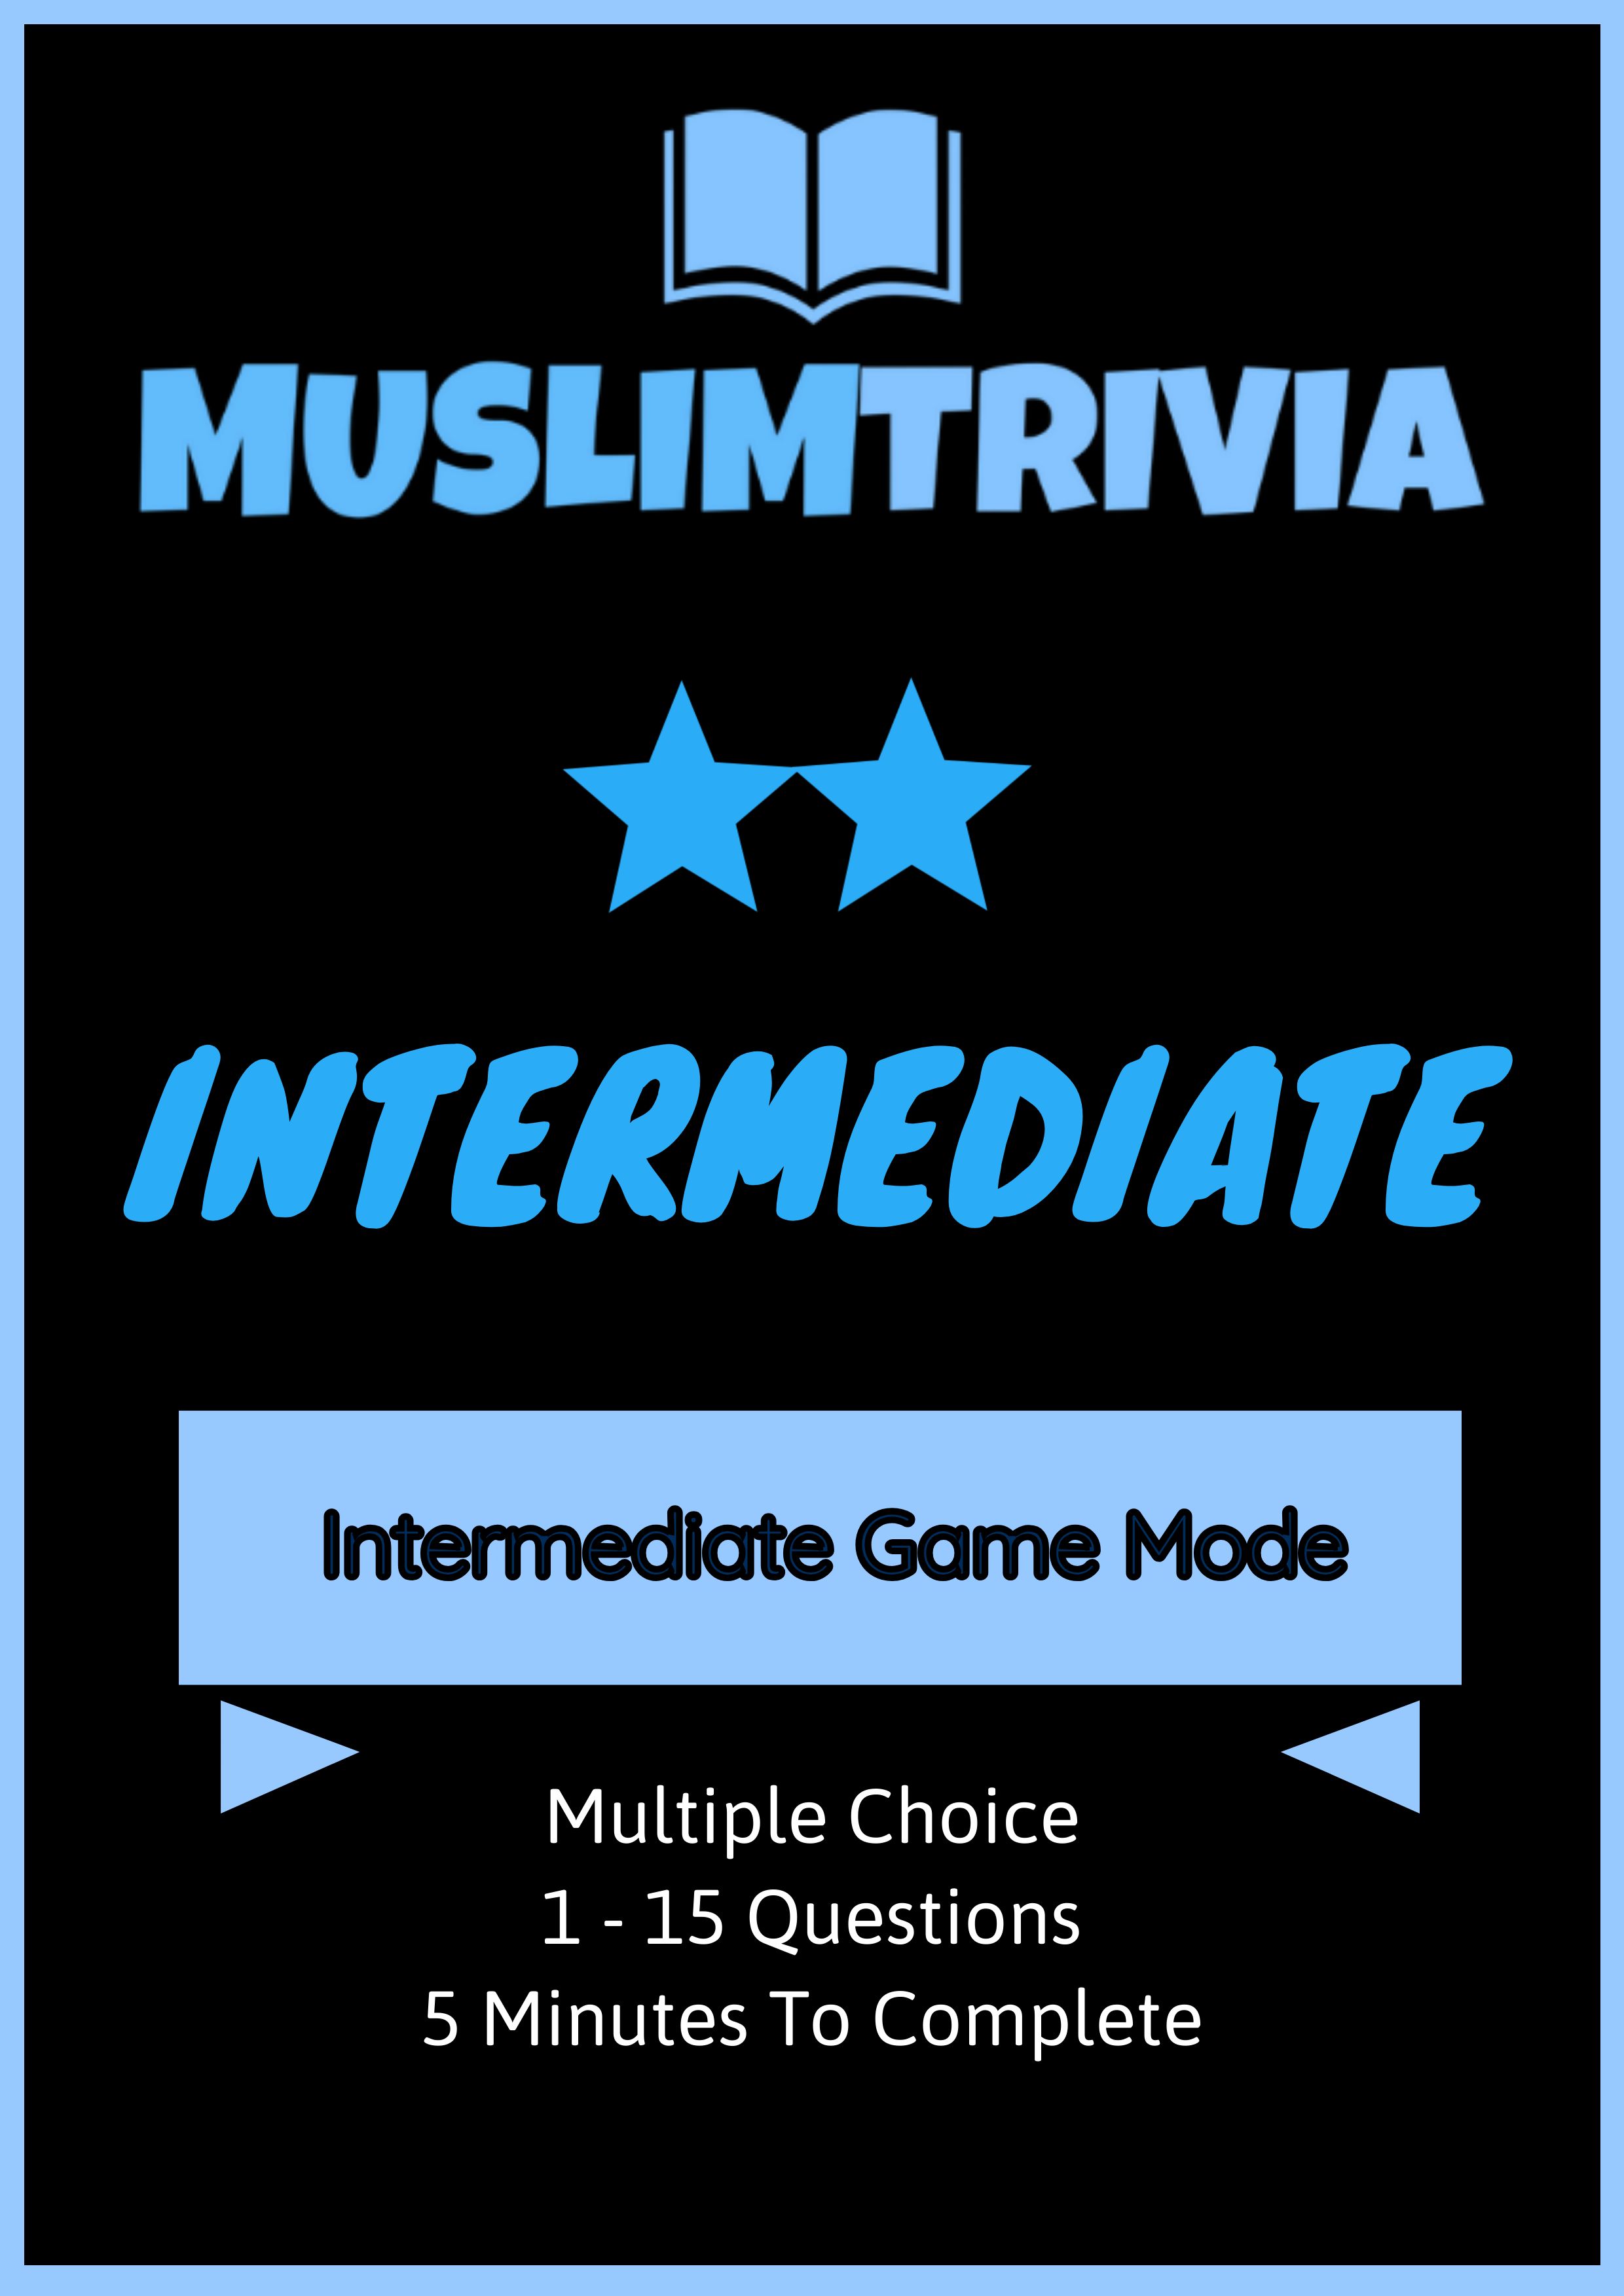 MUSLIMTRIVIA
INTERMEDIATE
Intermediate Game Mode
Multiple Choice
1 - 15 Questions
5 Minutes To Complete